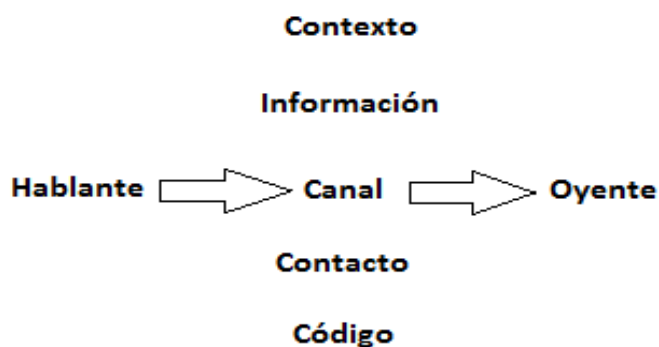 Contexto
Información
Hablante Canal Oyente
Contacto
Código